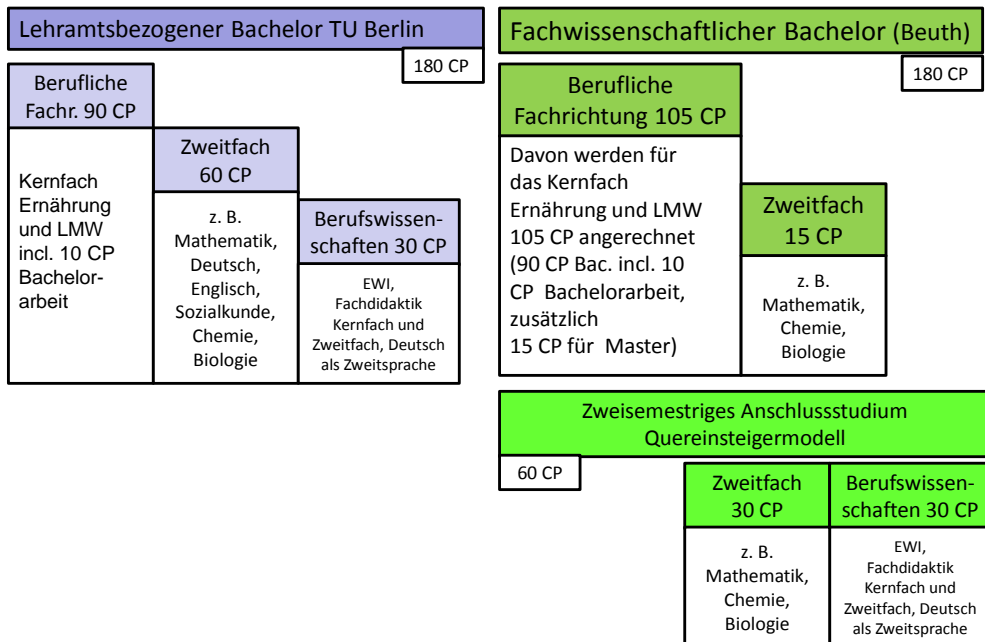 Lehramtsbezogener Bachelor TU Berlin
180 CP
Berufliche
Fachr. 90 CP
Kernfach
Ernährung
und LMW
incl. 10 CP
Bachelor-
arbeit
Zweitfach
60 CP
z. B.
Mathematik,
Deutsch,
Englisch,
Sozialkunde,
Chemie,
Biologie
Berufswissen-
schaften 30 CP
EWI,
Fachdidaktik
Kernfach und
Zweitfach, Deutsch
als Zweitsprache
Fachwissenschaftlicher Bachelor (Beuth)
180 CP
Berufliche
Fachrichtung 105 CP
Davon werden für
das Kernfach
Ernährung und LMW
105 CP angerechnet
(90 CP Bac. incl. 10
CP Bachelorarbeit,
zusätzlich
15 CP für Master)
Zweitfach
15 CP
z. B.
Mathematik,
Chemie,
Biologie
Zweisemestriges Anschlussstudium
Quereinsteigermodell
60 CP
Zweitfach
30 CP
z. B.
Mathematik,
Chemie,
Biologie
Berufswissen-
schaften 30 CP
EWI,
Fachdidaktik
Kernfach und
Zweitfach, Deutsch
als Zweitsprache